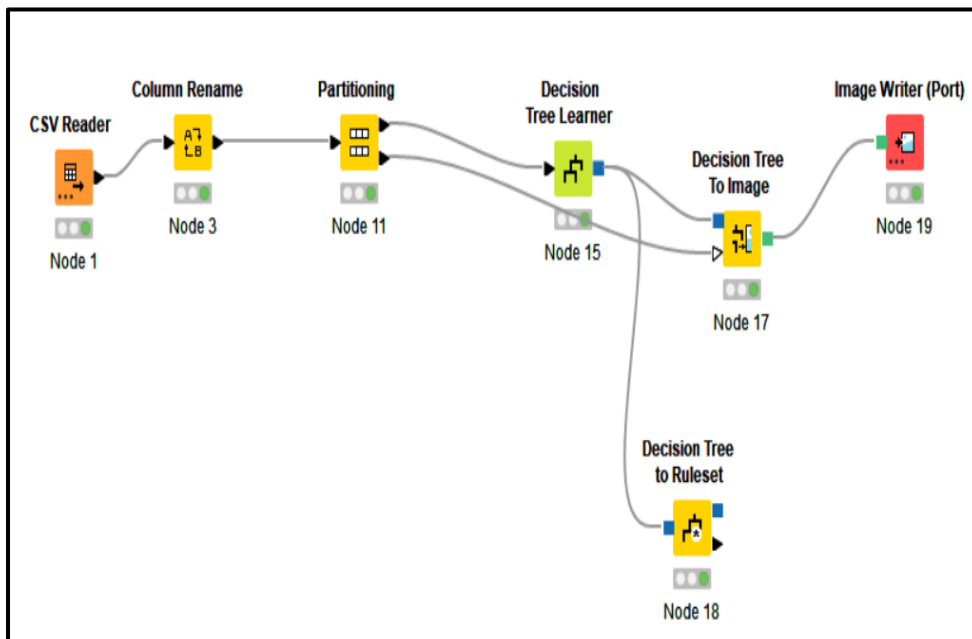 CSV Reader
Node 1
Column Rename
A
B
Node 3
Partitioning
Node 11
Decision
Tree Learner
Node 15
Decision Tree
To Image
Node 17
Image Writer (Port)
Node 19
Decision Tree
to Ruleset
Node 18